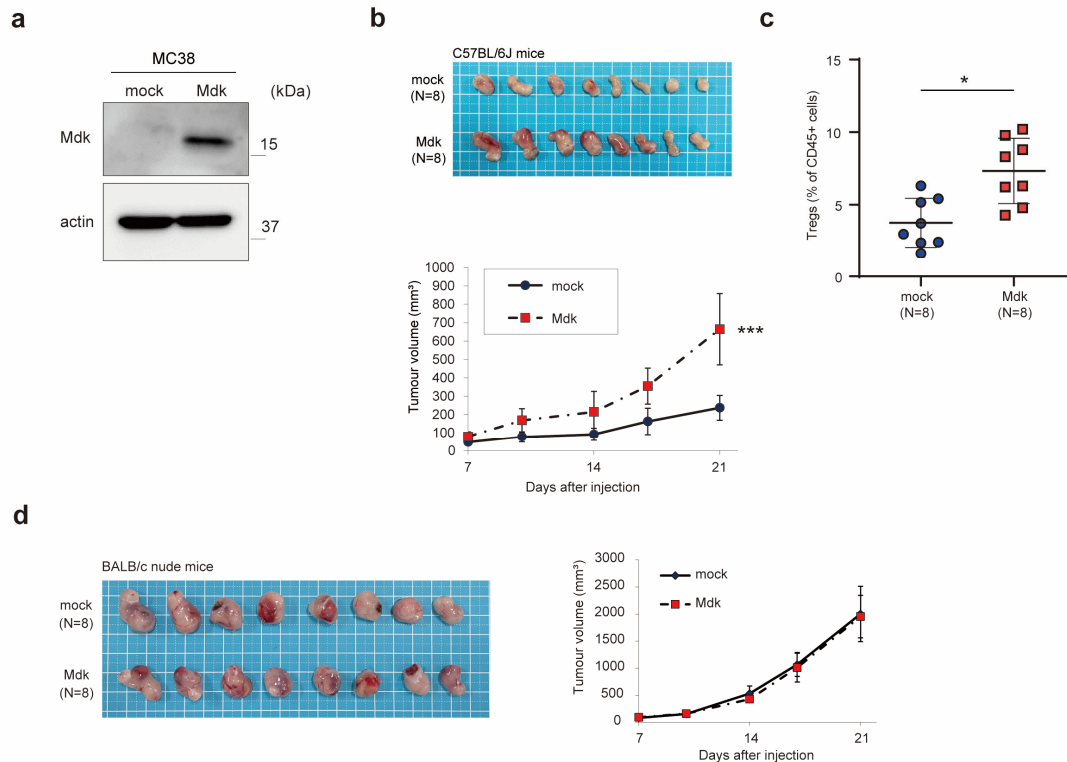 a
MC38
mock Mdk (kDa)
Mdk
15
actin
37
b
C57BL/6J mice
mock
(N=8)
Mdk
(N=8)
Tumour volume (mm³)
1000
900
800
700
600
500
400
300
200
100
0
mock
Mdk
***
7 14 21
Days after injection
c
Tregs (% of CD45+ cells)
15
10
5
0
*
mock
(N=8)
Mdk
(N=8)
d
BALB/c nude mice
mock
(N=8)
Mdk
(N=8)
Tumour volume (mm³)
3000
2500
2000
1500
1000
500
0
mock
Mdk
7 14 21
Days after injection